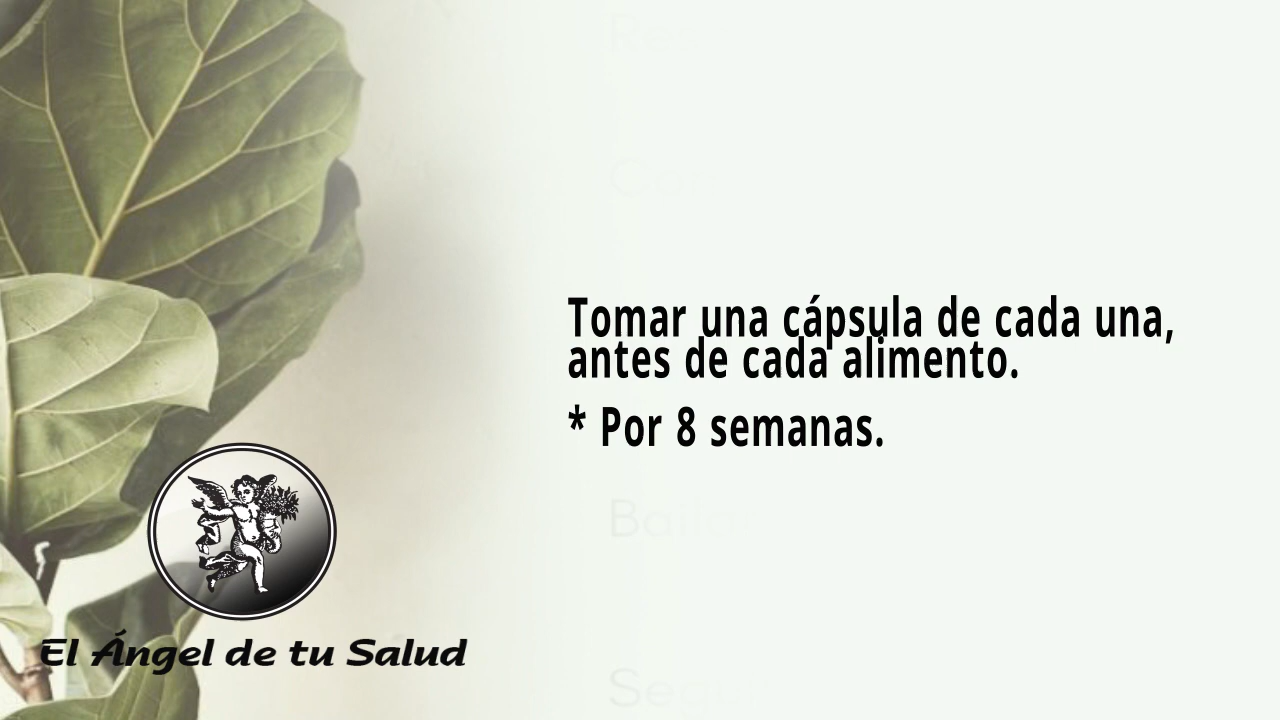 Tomar una cápsula de cada una,
antes de cada alimento.
* Por 8 semanas.
El Ángel de tu Salud